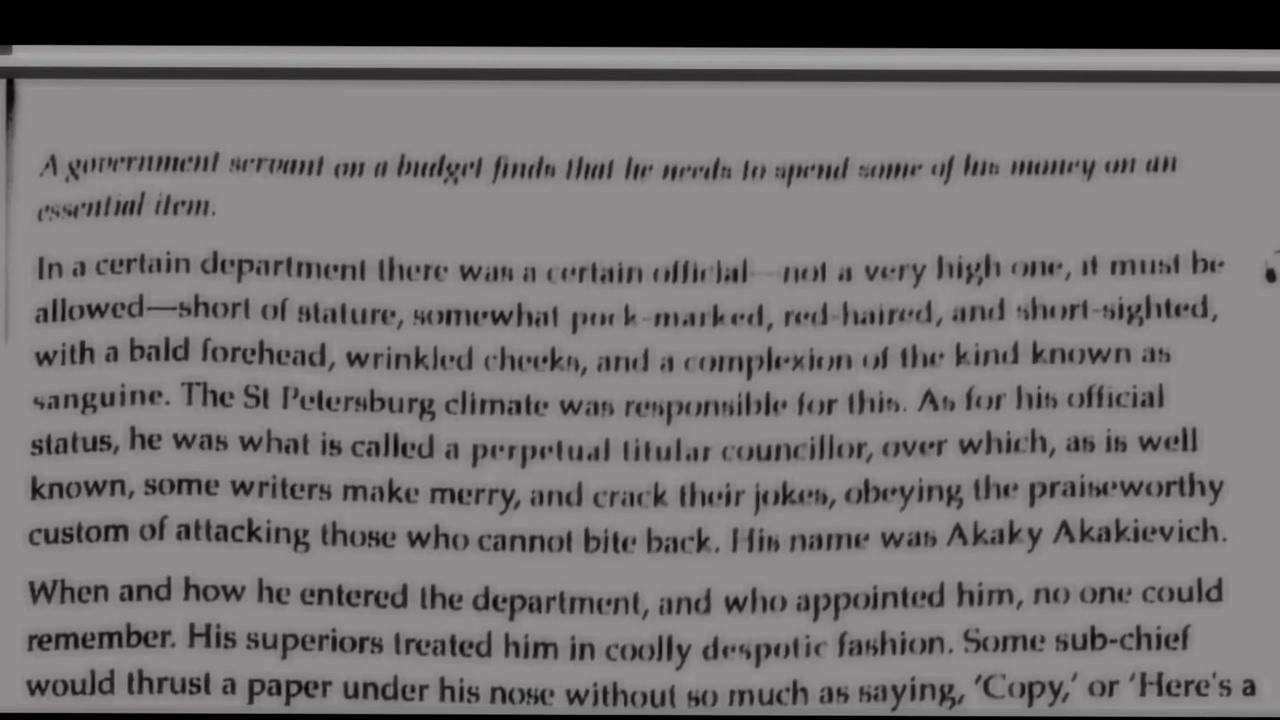 A government servant on a budget finds that he needs to spend some of his money on an
essential item.
In a certain department there was a certain official—not a very high one, it must be
allowed—short of stature, somewhat pock-marked, red-haired, and short-sighted,
with a bald forehead, wrinkled cheeks, and a complexion of the kind known as
sanguine. The St Petersburg climate was responsible for this. As for his official
status, he was what is called a perpetual titular councillor, over which, as is well
known, some writers make merry, and crack their jokes, obeying the praiseworthy
custom of attacking those who cannot bite back. His name was Akaky Akakievich.
When and how he entered the department, and who appointed him, no one could
remember. His superiors treated him in coolly despotic fashion. Some sub-chief
would thrust a paper under his nose without so much as saying, ‘Copy,’ or ‘Here's a